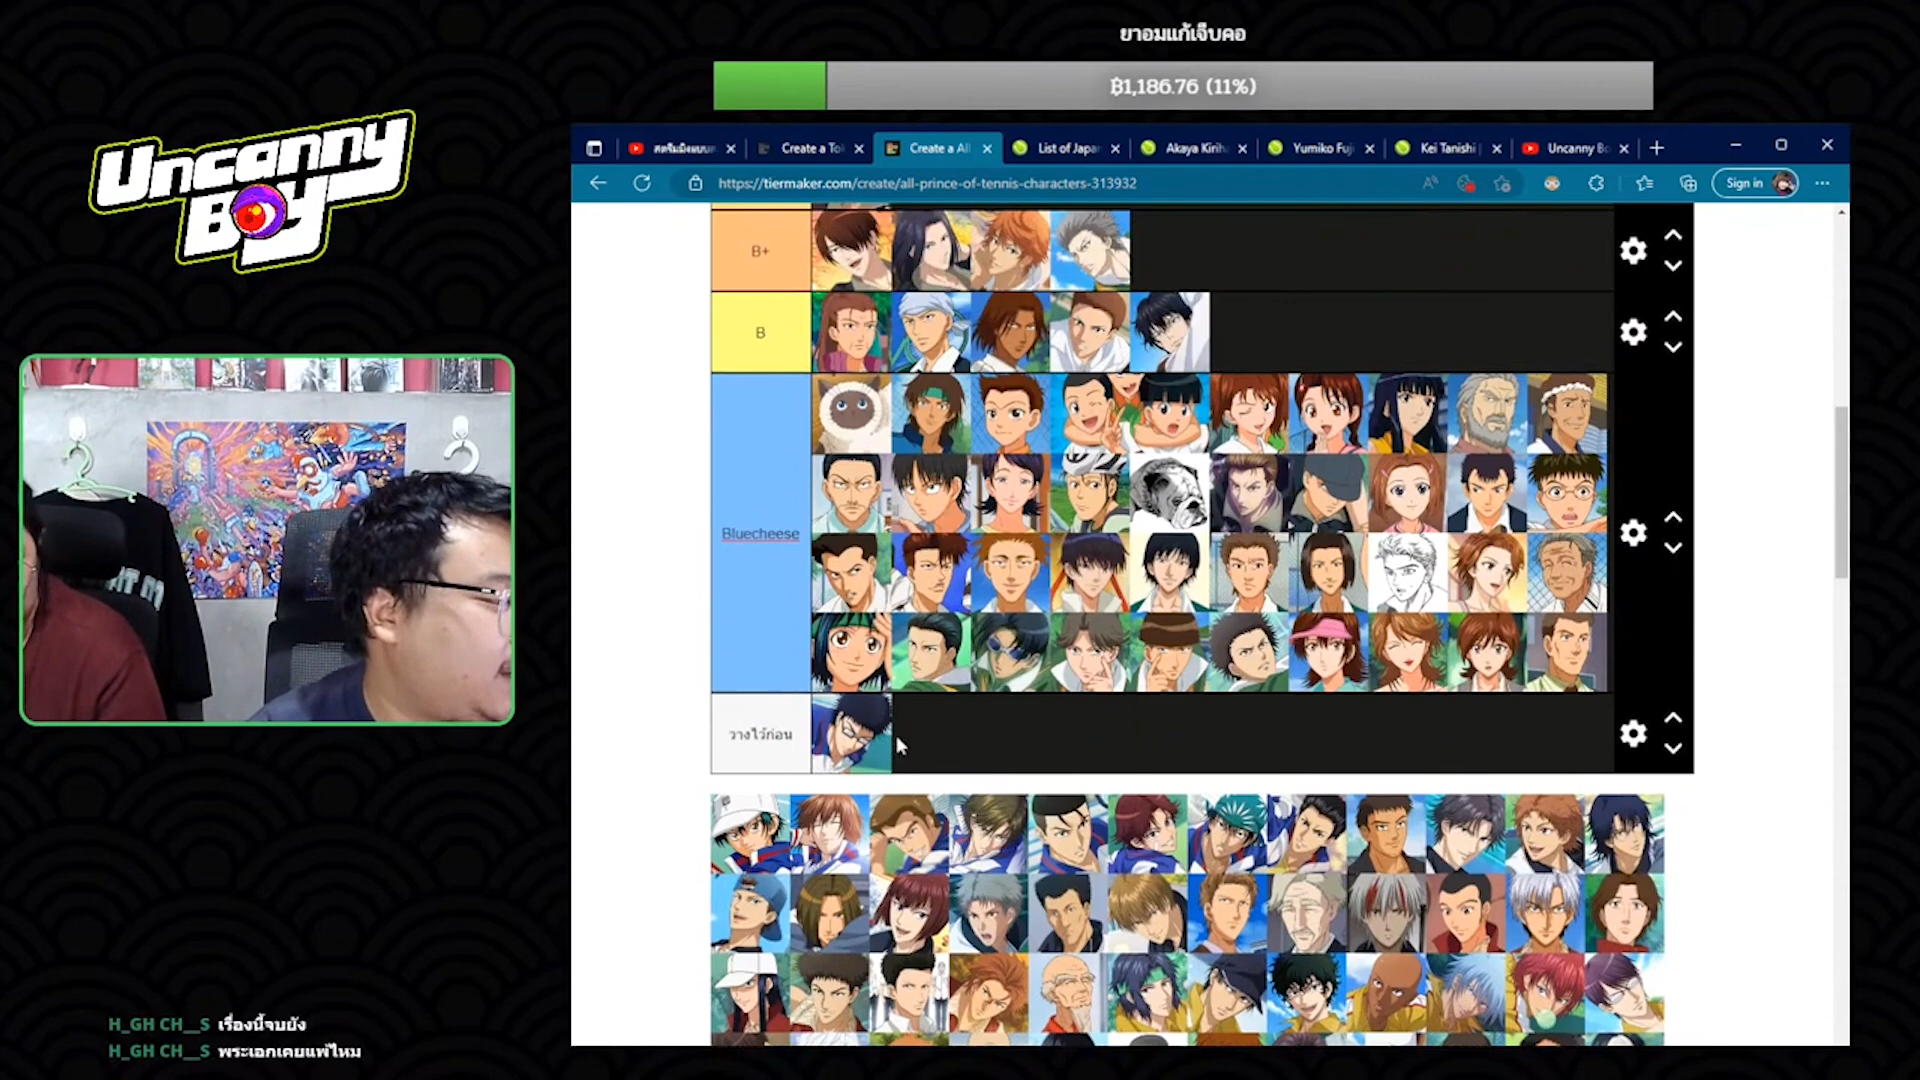 ยาอมแก้เจ็บคอ
฿1,186.76 (11%)
Uncanny
Boy
Create a To
Create a All
List of Japa
Akaya Kiriha
Yumiko Fuji
Kei Tanishi
Uncanny Bo
https://tiermaker.com/create/all-prince-of-tennis-characters-313932
Sign in
B+
B
Bluecheese
วางไว้ก่อน
H_GH CH__S เรื่องนี้จบยัง
H_GH CH__S พระเอกเคยแพ้ไหม